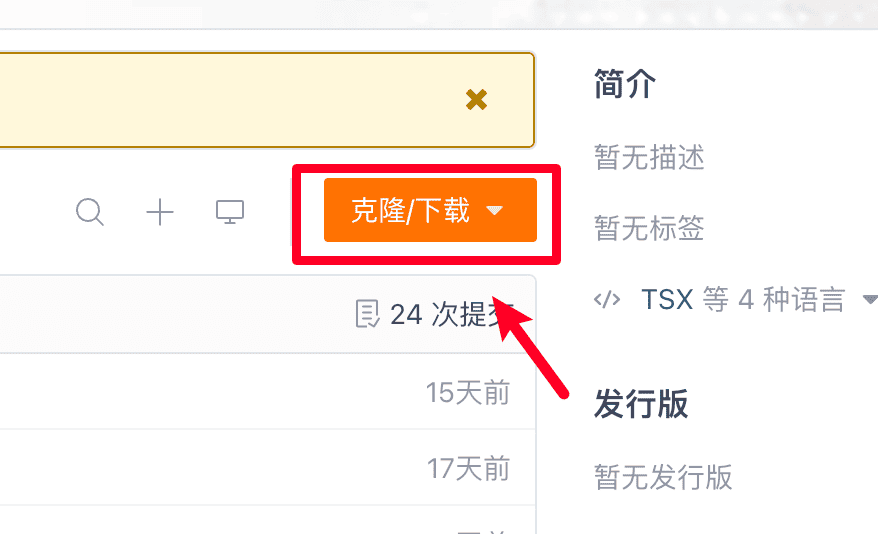 简介
暂无描述
克隆/下载
暂无标签
TSX 等 4 种语言
24 次提交
15天前
发行版
17天前
暂无发行版